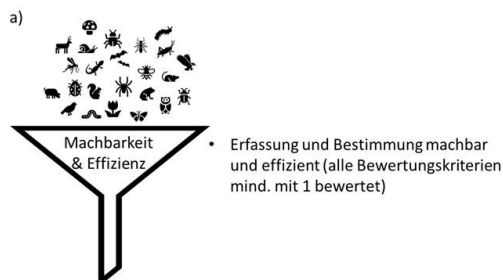 a)
Machbarkeit
& Effizienz
• Erfassung und Bestimmung machbar
und effizient (alle Bewertungskriterien
mind. mit 1 bewertet)